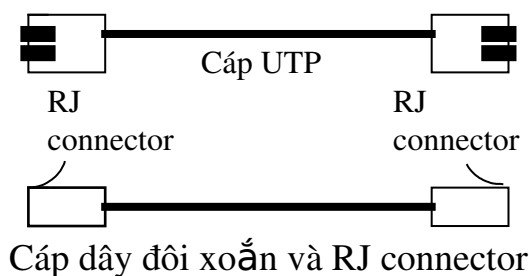 Cáp UTP
RJ
connector
RJ
connector
Cáp dây đôi xoắn và RJ connector